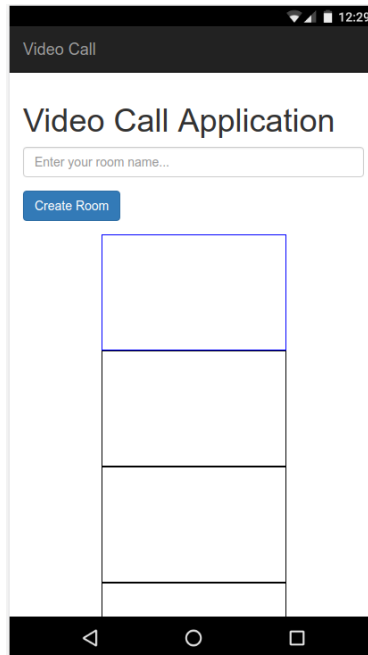 12:29
Video Call
Video Call Application
Enter your room name...
Create Room